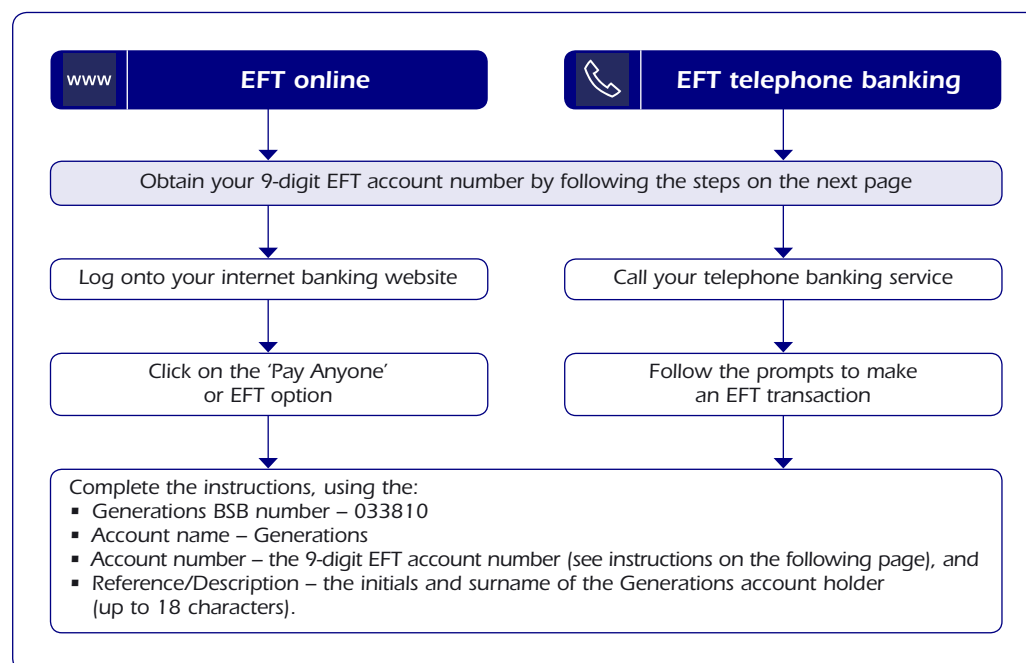 www
EFT online
EFT telephone banking
Obtain your 9-digit EFT account number by following the steps on the next page
Log onto your internet banking website
Call your telephone banking service
Click on the ‘Pay Anyone’
or EFT option
Follow the prompts to make
an EFT transaction
Complete the instructions, using the:
▪ Generations BSB number – 033810
▪ Account name – Generations
▪ Account number – the 9-digit EFT account number (see instructions on the following page), and
▪ Reference/Description – the initials and surname of the Generations account holder
(up to 18 characters).